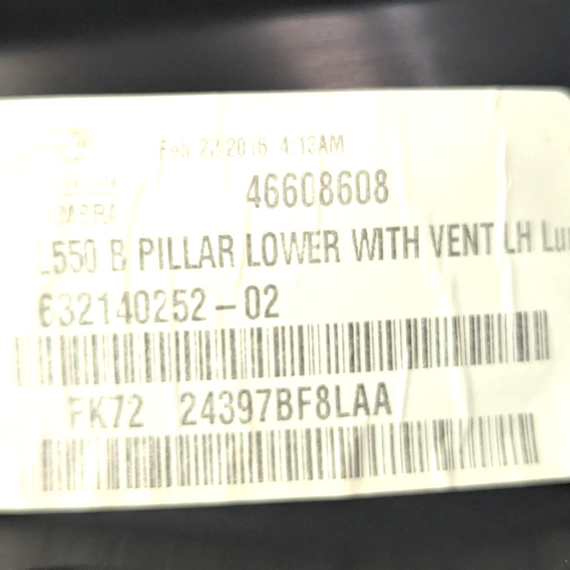 Feb 22 2016 4:13AM
46608608
L550 B PILLAR LOWER WITH VENT LH
632140252-02
FK72 24397BF8LAA